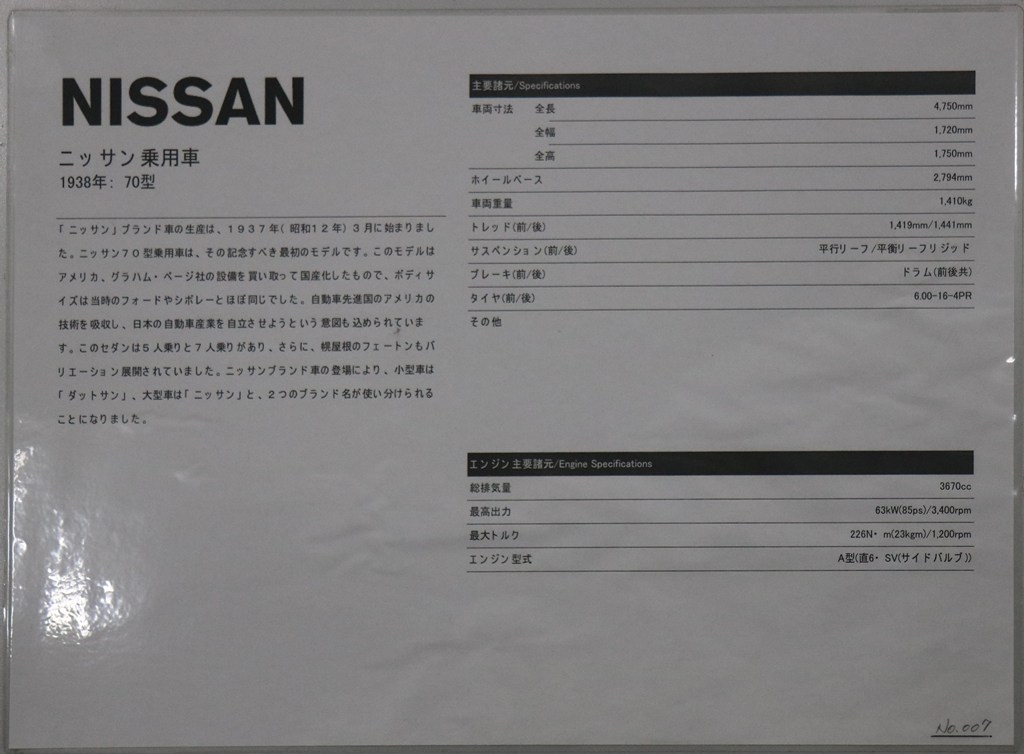 NISSAN
ニッサン乗用車
1938年: 70型
「ニッサン」ブランド車の生産は、1937年(昭和12年)3月に始まりまし
た。ニッサン70型乗用車は、その記念すべき最初のモデルです。このモデルは
アメリカ、グラハム・ページ社の設備を買い取って国産化したもので、ボディサ
イズは当時のフォードやシボレーとほぼ同じでした。自動車先進国のアメリカの
技術を吸収し、日本の自動車産業を自立させようという意図も込められていま
す。このセダンは5人乗りと7人乗りがあり、さらに、幌屋根のフェートンもバ
リエーション展開されていました。ニッサンブランド車の登場により、小型車は
「ダットサン」、大型車は「ニッサン」と、2つのブランド名が使い分けられる
ことになりました。
主要諸元/Specifications
車両寸法 全長 4,750mm
全幅 1,720mm
全高 1,750mm
ホイールベース 2,794mm
車両重量 1,410kg
トレッド(前/後) 1,419mm/1,441mm
サスペンション(前/後) 平行リーフ/平衡リーフリジッド
ブレーキ(前/後) ドラム(前後共)
タイヤ(前/後) 6.00-16-4PR
その他
エンジン主要諸元/Engine Specifications
総排気量 3670cc
最高出力 63kW(85ps)/3,400rpm
最大トルク 226N・m(23kgm)/1,200rpm
エンジン型式 A型(直6・SV(サイドバルブ))
No.007